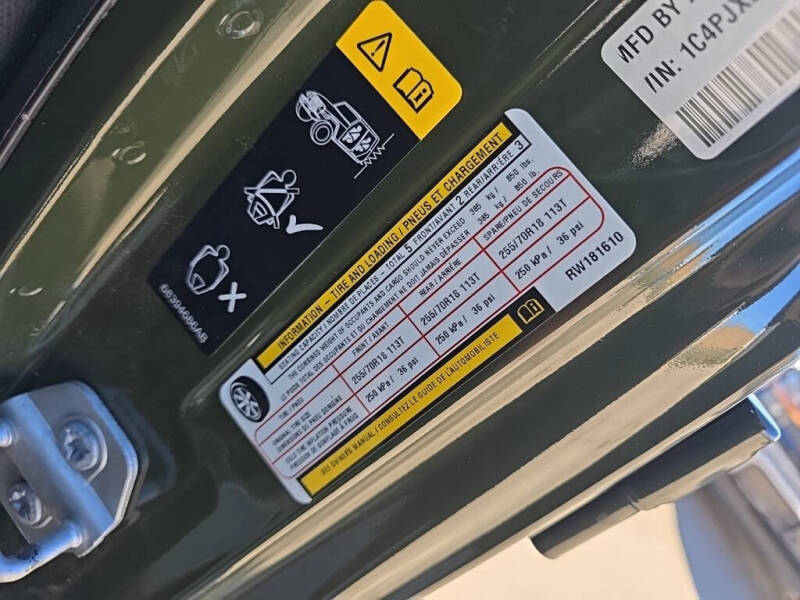 MFD BY
/IN: 1C4PJX
68394686AB
INFORMATION – TIRE AND LOADING / PNEUS ET CHARGEMENT
SEATING CAPACITY / NOMBRE DE PLACES – TOTAL 5 FRONT/AVANT 2 REAR/ARRIÈRE 3
THE COMBINED WEIGHT OF OCCUPANTS AND CARGO SHOULD NEVER EXCEED 385 kg / 850 lbs.
LE POIDS TOTAL DES OCCUPANTS ET DU CHARGEMENT NE DOIT JAMAIS DÉPASSER 385 kg / 850 lb.
TIRE / PNEU FRONT / AVANT REAR / ARRIÈRE SPARE/PNEU DE SECOURS
ORIGINAL TIRE SIZE
DIMENSIONS DU PNEU ORIGINE
255/70R18 113T 255/70R18 113T 255/70R18 113T
COLD TIRE INFLATION PRESSURE
PRESSION DE GONFLAGE À FROID
250 kPa / 36 psi 250 kPa / 36 psi 250 kPa / 36 psi
SEE OWNERS MANUAL / CONSULTEZ LE GUIDE DE L'AUTOMOBILISTE
RW181610